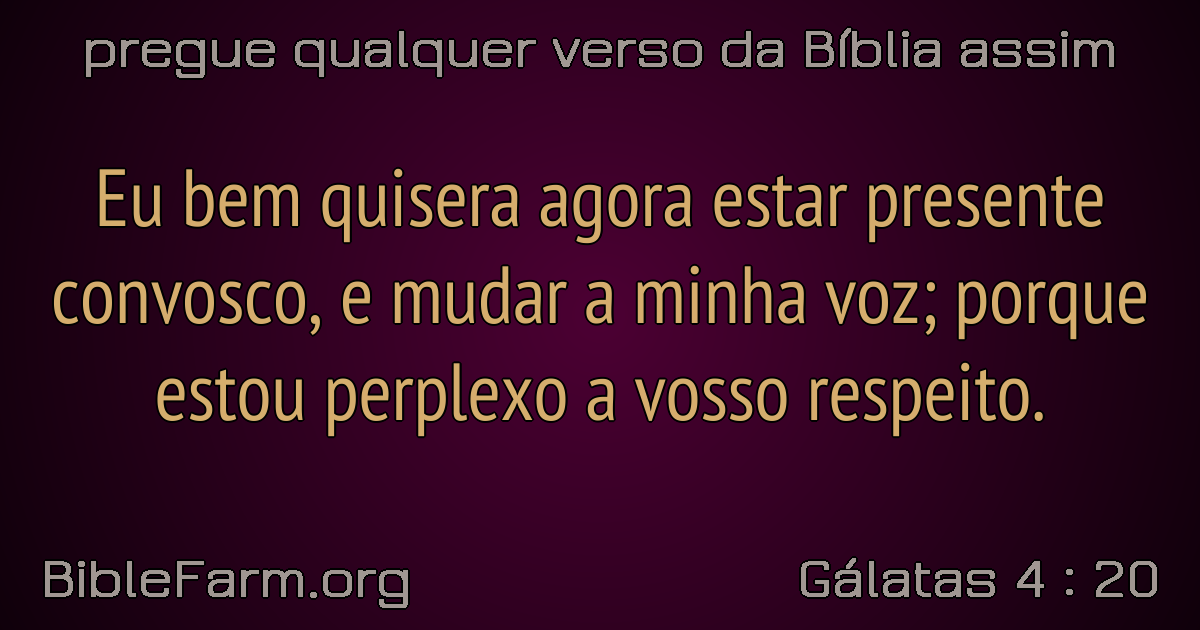 pregue qualquer verso da Bíblia assim
Eu bem quisera agora estar presente
convosco, e mudar a minha voz; porque
estou perplexo a vosso respeito.
BibleFarm.org
Gálatas 4 : 20